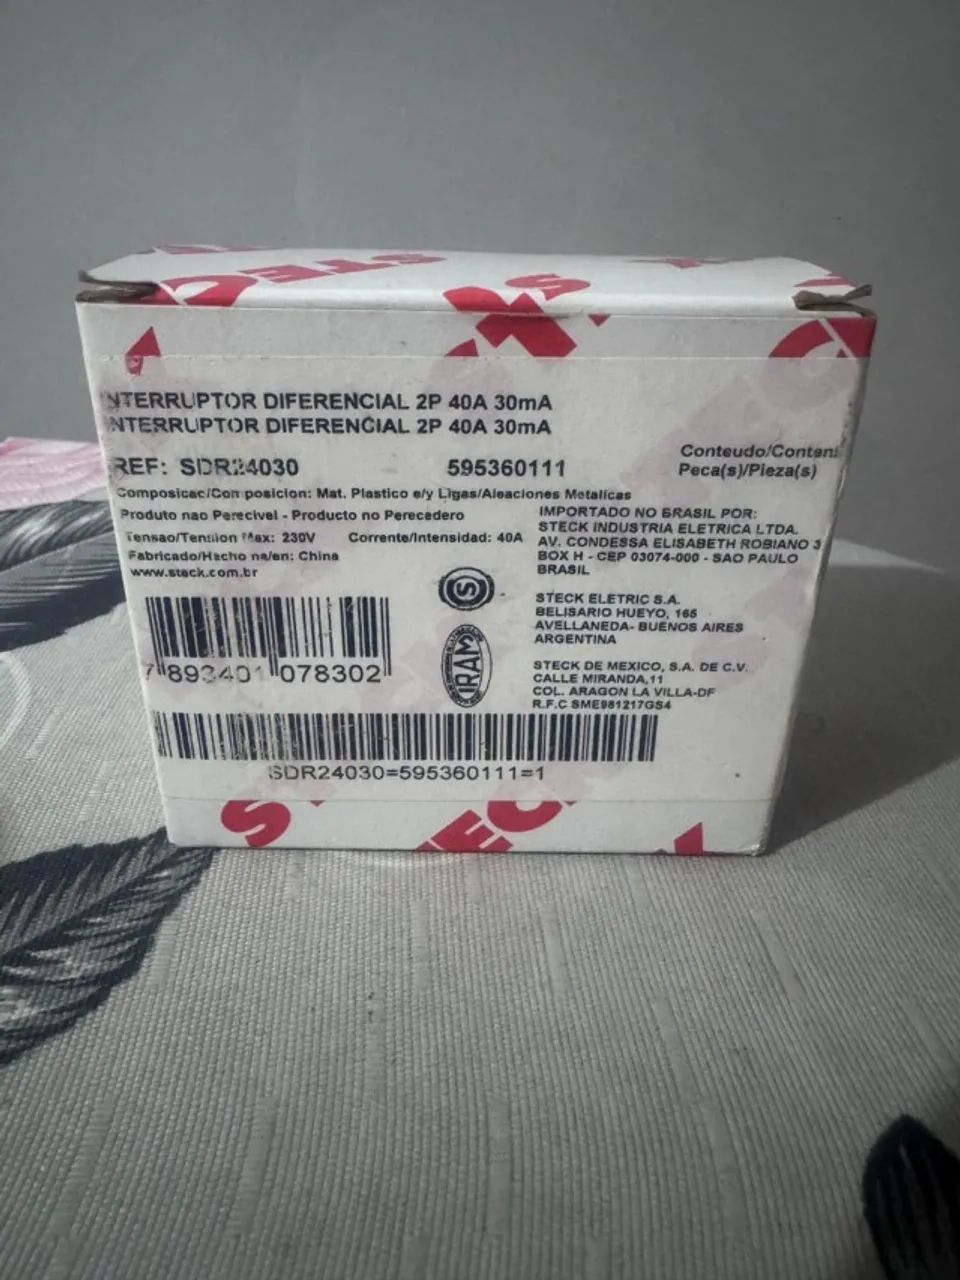 STECK
INTERRUPTOR DIFERENCIAL 2P 40A 30mA
INTERRUPTOR DIFERENCIAL 2P 40A 30mA
REF: SDR24030 595360111
Conteudo/Conteni
Peca(s)/Pieza(s)
Composicao/Composicion: Mat. Plastico e/y Ligas/Aleaciones Metalicas
Produto nao Perecivel - Producto no Perecedero
Tensao/Tension Max: 230V Corrente/Intensidad: 40A
Fabricado/Hecho na/en: China
www.steck.com.br
IMPORTADO NO BRASIL POR:
STECK INDUSTRIA ELETRICA LTDA.
AV. CONDESSA ELISABETH ROBIANO 3
BOX H - CEP 03074-000 - SAO PAULO
BRASIL
STECK ELETRIC S.A.
BELISARIO HUEYO, 165
AVELLANEDA- BUENOS AIRES
ARGENTINA
STECK DE MEXICO, S.A. DE C.V.
CALLE MIRANDA,11
COL. ARAGON LA VILLA-DF
R.F.C SME981217GS4
S
IRAM
7 893401 078302
SDR24030=595360111=1
STECK